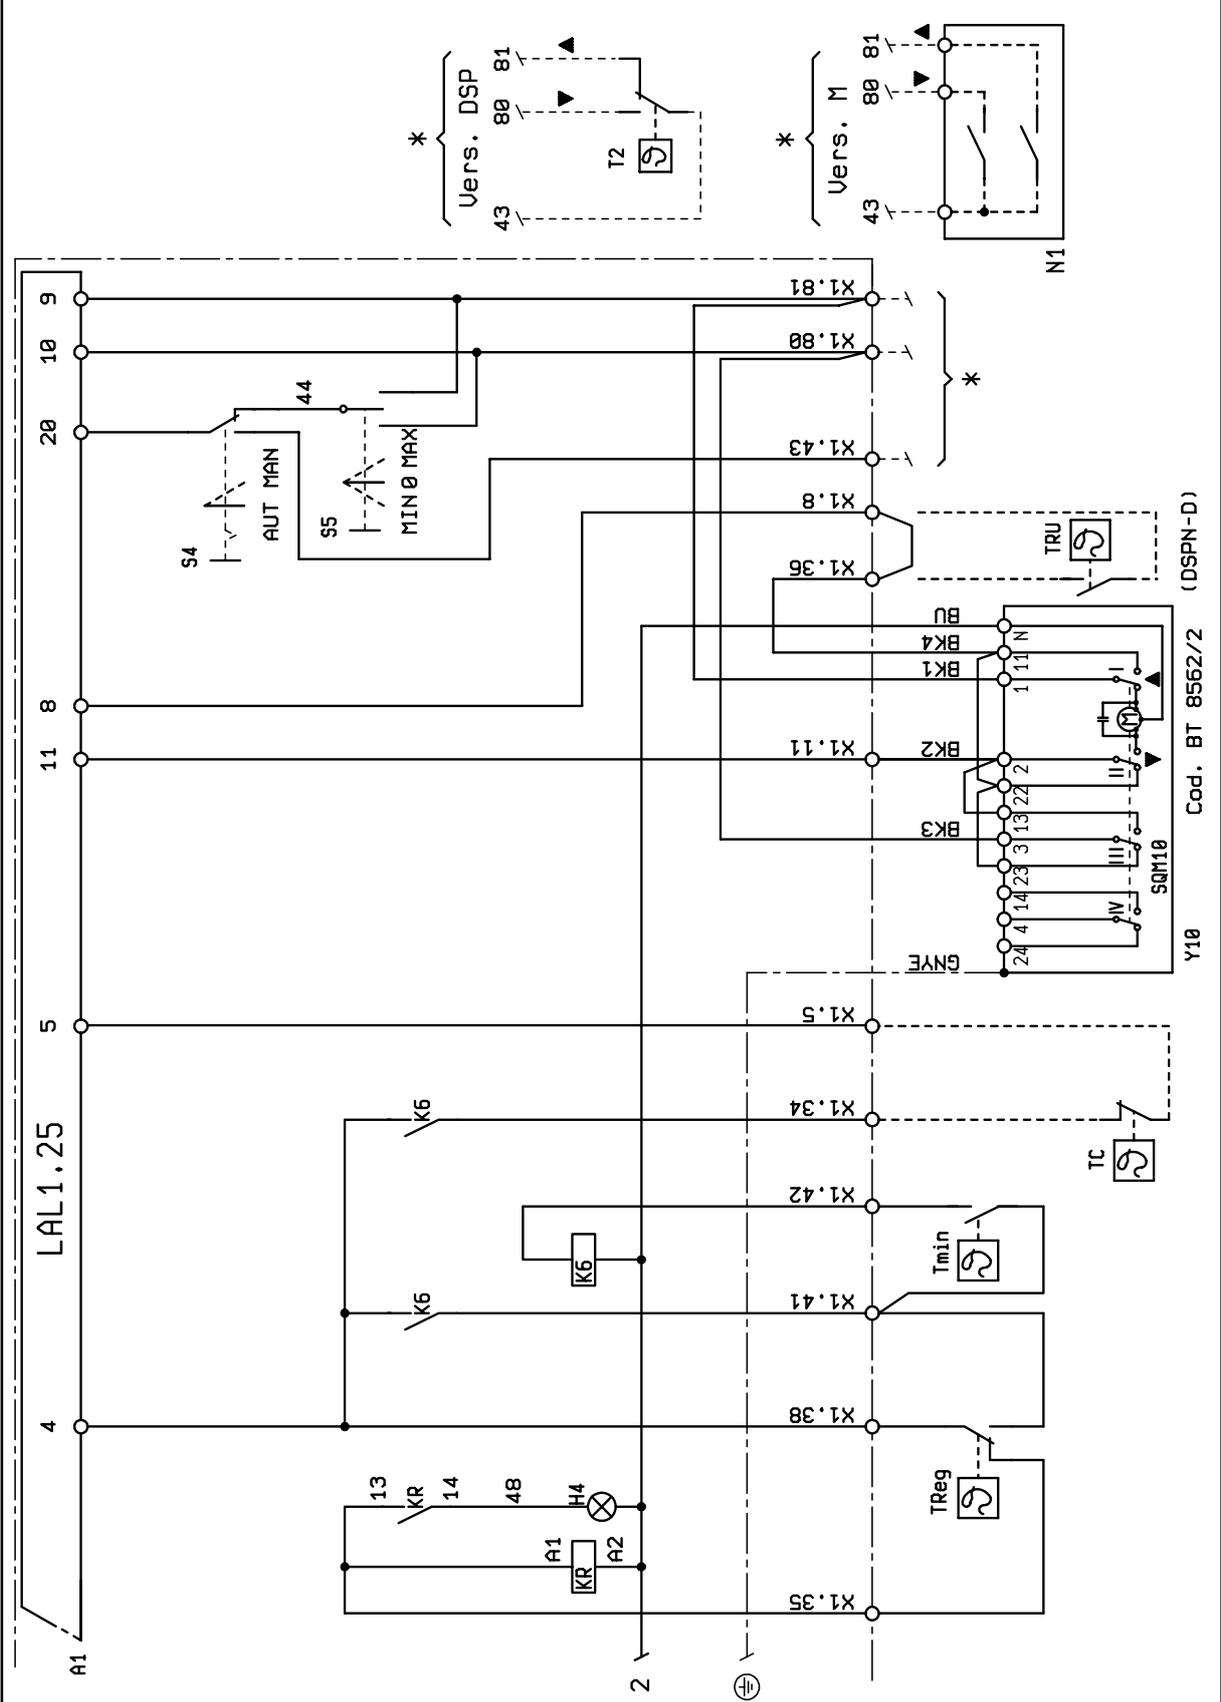 A1
LAL1.25
4
5
11
8
20
10
9
S4
AUT MAN
44
S5
MIN 0 MAX
K6
K6
K6
13
KR
14
48
H4
A1
KR
A2
2
X1.35
X1.38
X1.41
X1.42
X1.34
X1.5
X1.11
X1.36
X1.8
X1.43
X1.80
X1.81
GNYE
BK3
BK2
BK1
BK4
BU
24
4
14
23
3
13
22
2
1
11
N
IV
III
II
I
M
SQM10
Y10
Cod. BT 8562/2
(DSPN-D)
TRU
TReg
Tmin
TC
*
*
Vers. DSP
43
80
81
T2
*
Vers. M
43
80
81
N1